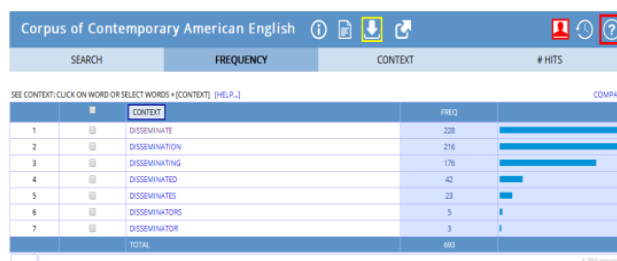 Corpus of Contemporary American English
SEARCH FREQUENCY CONTEXT # HITS
SEE CONTEXT: CLICK ON WORD OR SELECT WORDS + [CONTEXT] [HELP...] COMPA
CONTEXT FREQ
1 DISSEMINATE 228
2 DISSEMINATION 216
3 DISSEMINATING 176
4 DISSEMINATED 42
5 DISSEMINATES 23
6 DISSEMINATORS 5
7 DISSEMINATOR 3
TOTAL 693